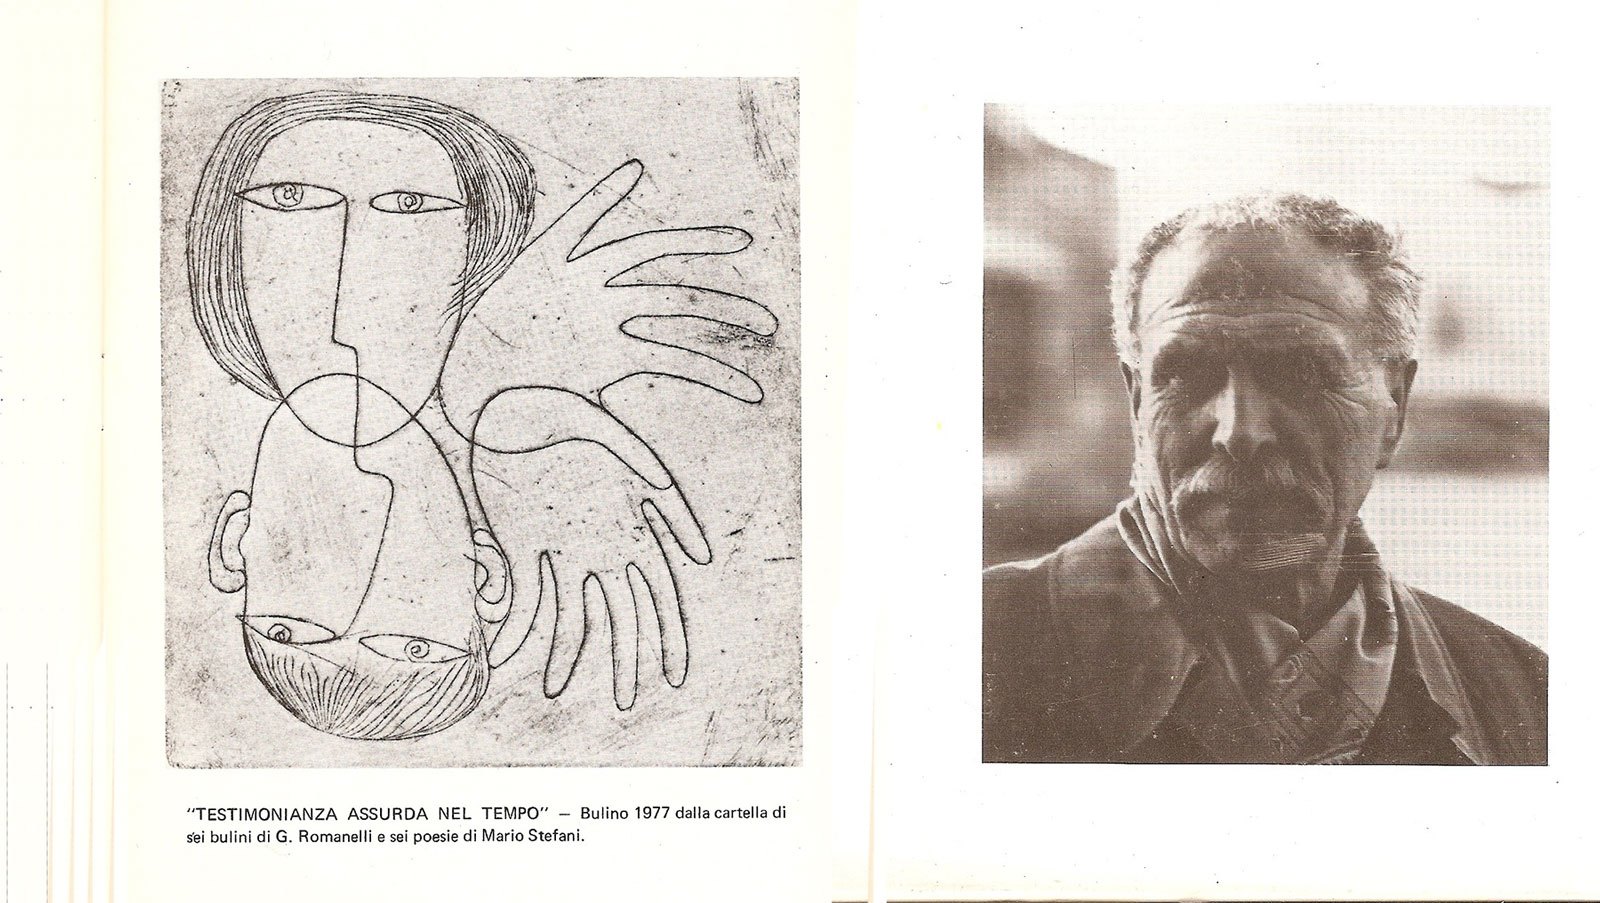 “TESTIMONIANZA ASSURDA NEL TEMPO” — Bulino 1977 dalla cartella di
sei bulini di G. Romanelli e sei poesie di Mario Stefani.